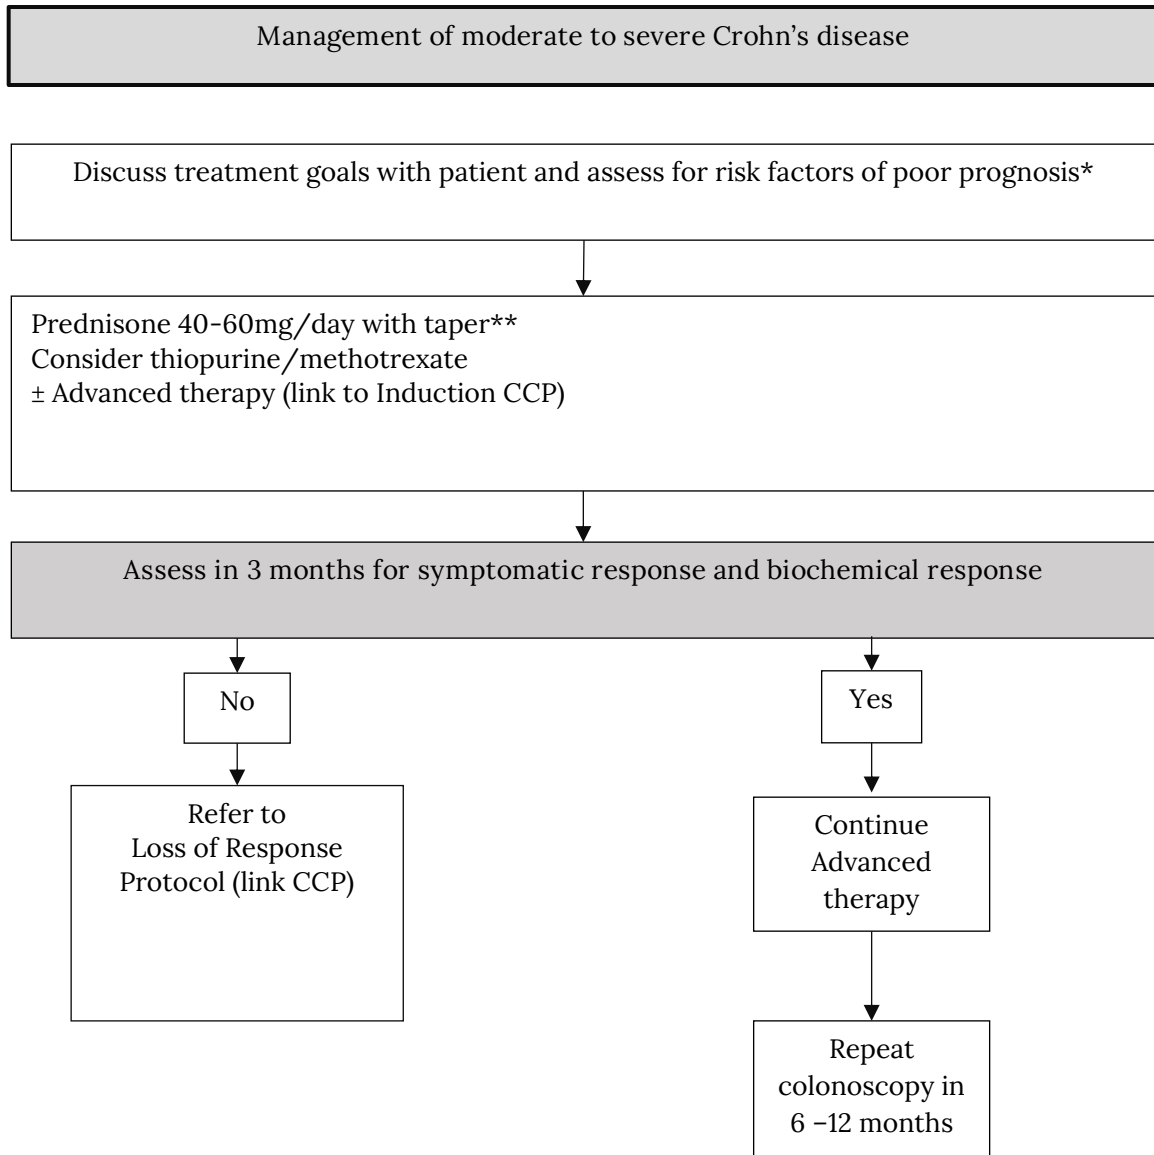 Management of moderate to severe Crohn’s disease
Discuss treatment goals with patient and assess for risk factors of poor prognosis*
Prednisone 40-60mg/day with taper**
Consider thiopurine/methotrexate
± Advanced therapy (link to Induction CCP)
Assess in 3 months for symptomatic response and biochemical response
No
Yes
Refer to
Loss of Response
Protocol (link CCP)
Continue
Advanced
therapy
Repeat
colonoscopy in
6 –12 months